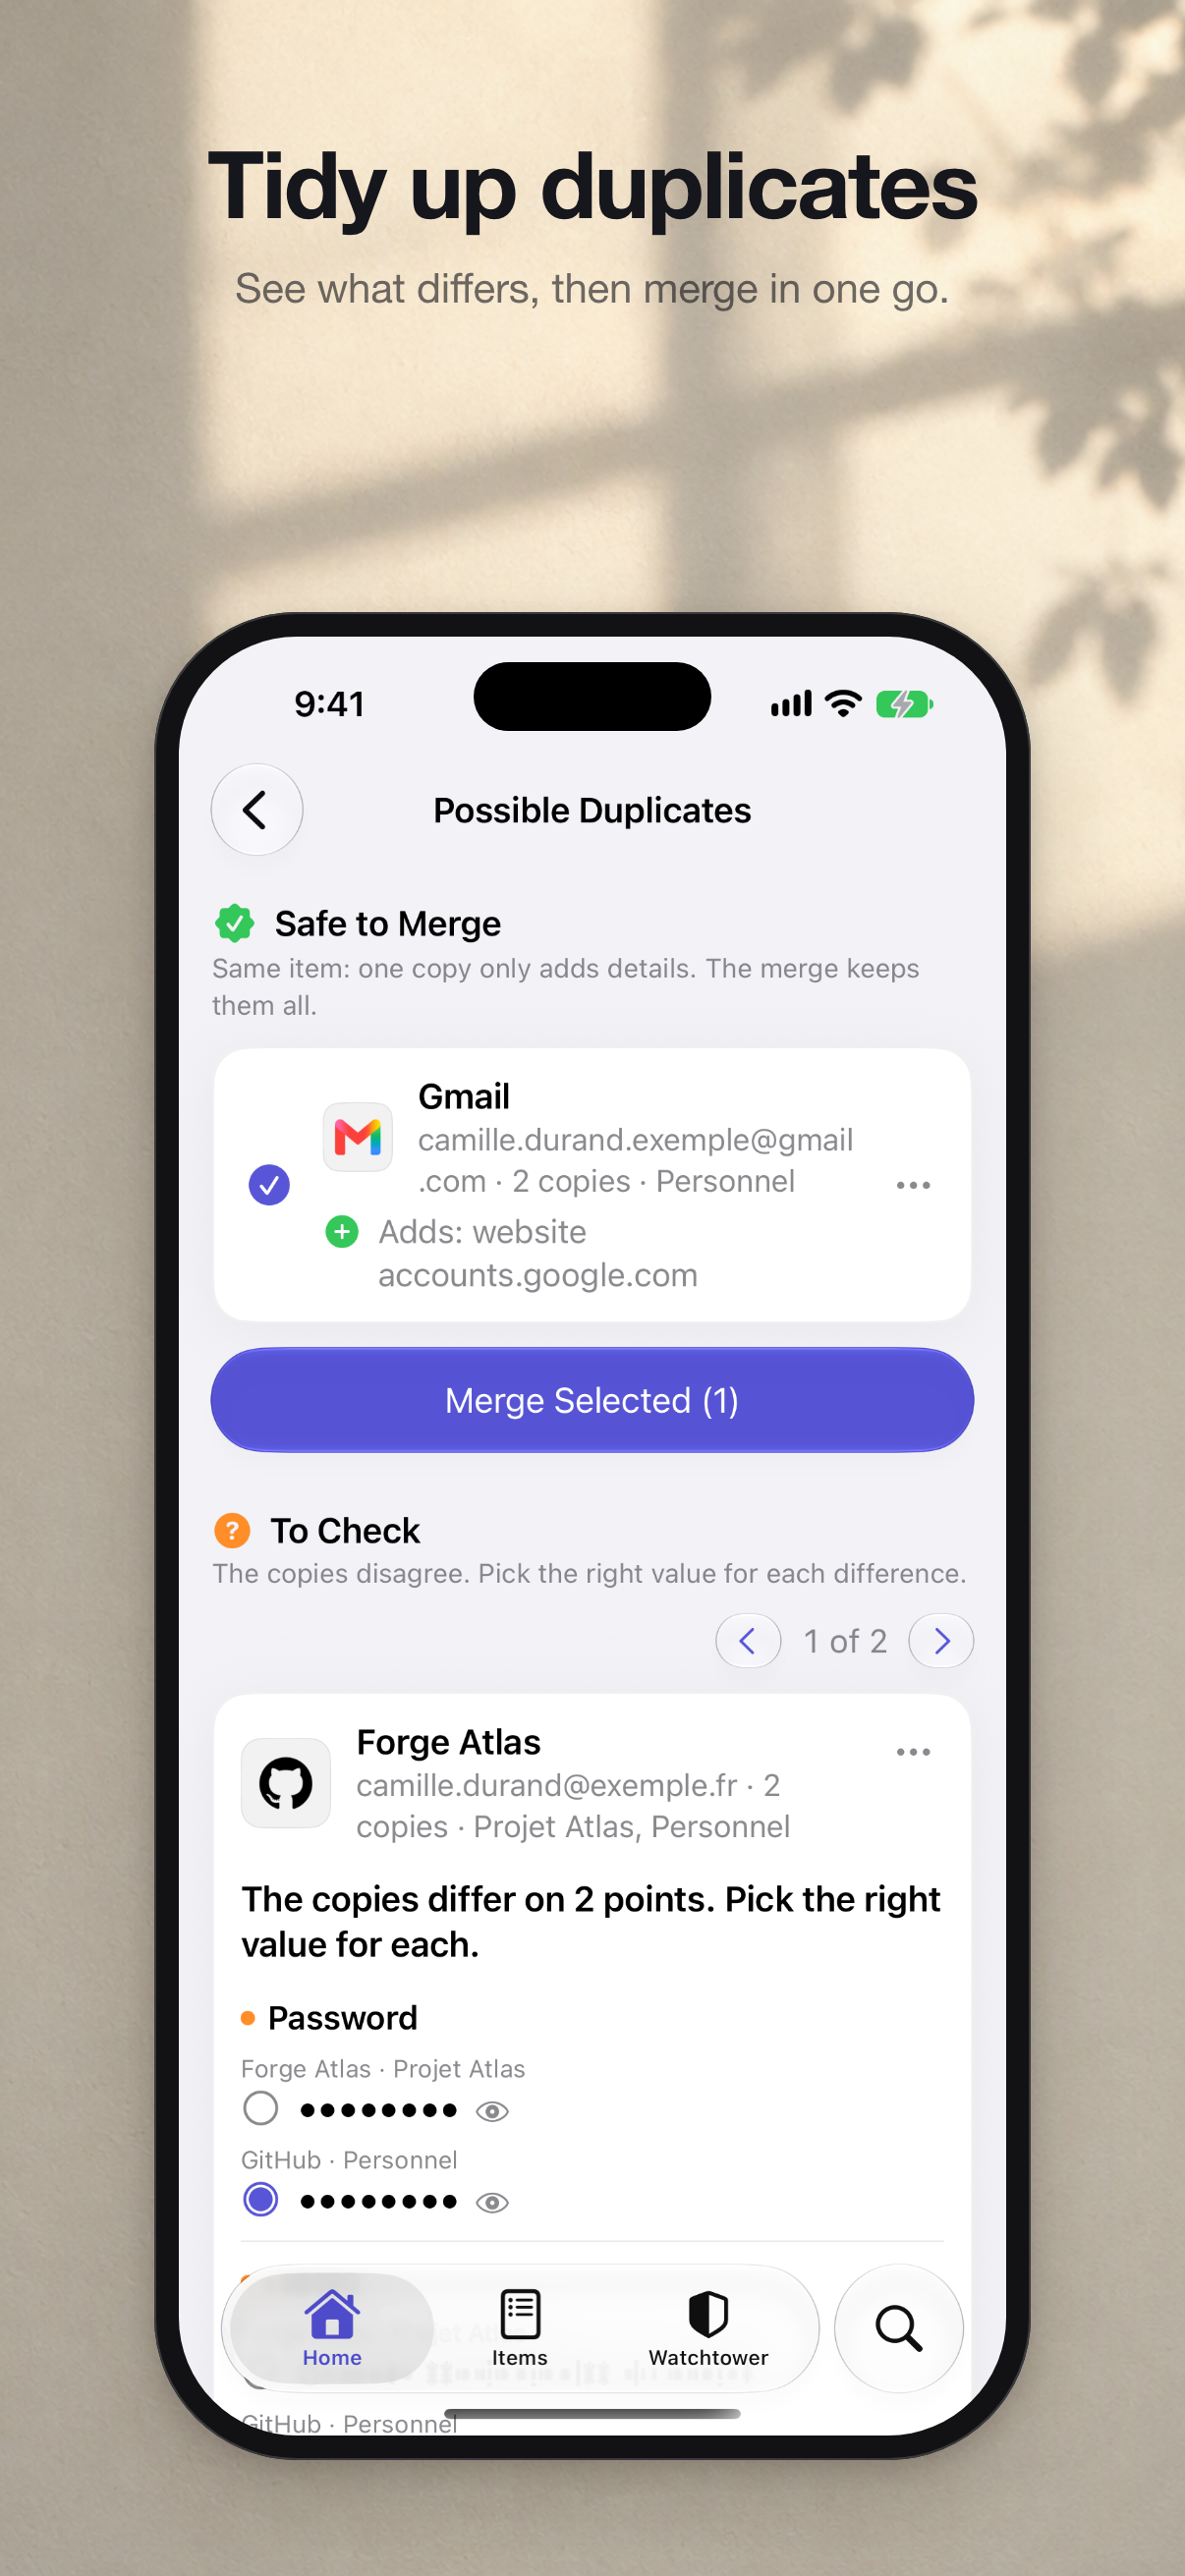 Tidy up duplicates
See what differs, then merge in one go.
9:41
Possible Duplicates
Safe to Merge
Same item: one copy only adds details. The merge keeps
them all.
Gmail
camille.durand.exemple@gmail
.com · 2 copies · Personnel
Adds: website
accounts.google.com
Merge Selected (1)
To Check
The copies disagree. Pick the right value for each difference.
1 of 2
Forge Atlas
camille.durand@exemple.fr · 2
copies · Projet Atlas, Personnel
The copies differ on 2 points. Pick the right
value for each.
Password
Forge Atlas · Projet Atlas
••••••••
GitHub · Personnel
••••••••
Home
Items
Watchtower
GitHub · Personnel